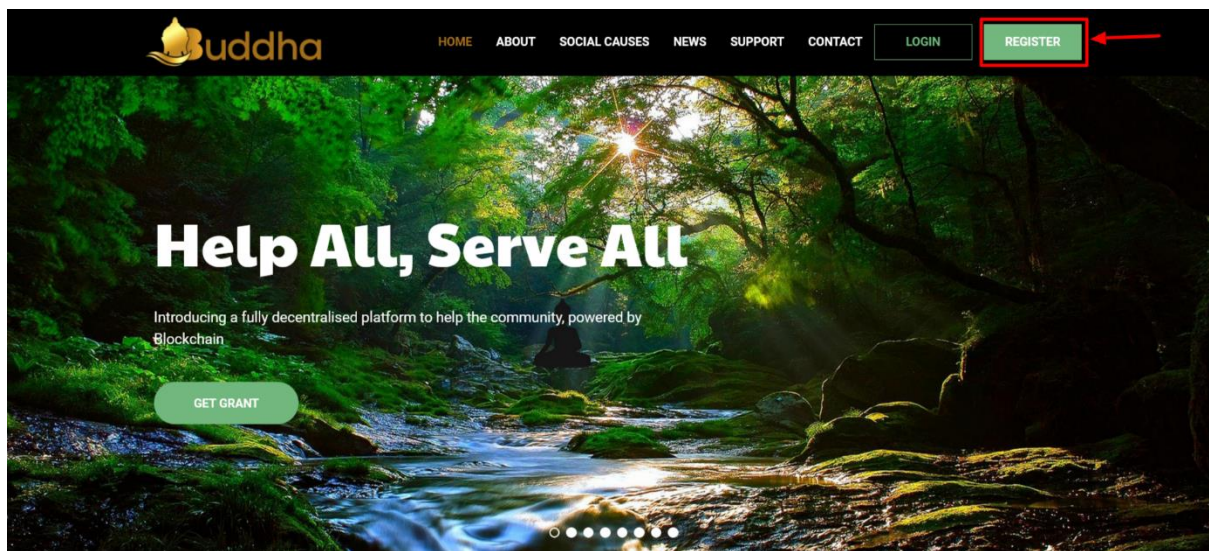 Buddha
HOME ABOUT SOCIAL CAUSES NEWS SUPPORT CONTACT LOGIN REGISTER
Help All, Serve All
Introducing a fully decentralised platform to help the community, powered by
Blockchain
GET GRANT